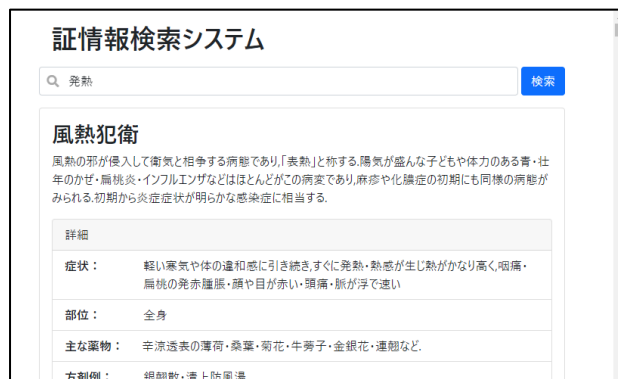 証情報検索システム
発熱
検索
風熱犯衛
風熱の邪が侵入して衛気と相争する病態であり,「表熱」と称する.陽気が盛んな子どもや体力のある青・壮
年のかぜ・扁桃炎・インフルエンザなどはほとんどがこの病変であり,麻疹や化膿症の初期にも同様の病態が
みられる.初期から炎症症状が明らかな感染症に相当する.
詳細
症状： 軽い寒気や体の違和感に引き続き,すぐに発熱・熱感が生じ熱がかなり高く,咽痛・
扁桃の発赤腫脹・顔や目が赤い・頭痛・脈が浮で速い
部位： 全身
主な薬物： 辛涼透表の薄荷・桑葉・菊花・牛蒡子・金銀花・連翹など.
方剤例： 銀翹散・清上防風湯